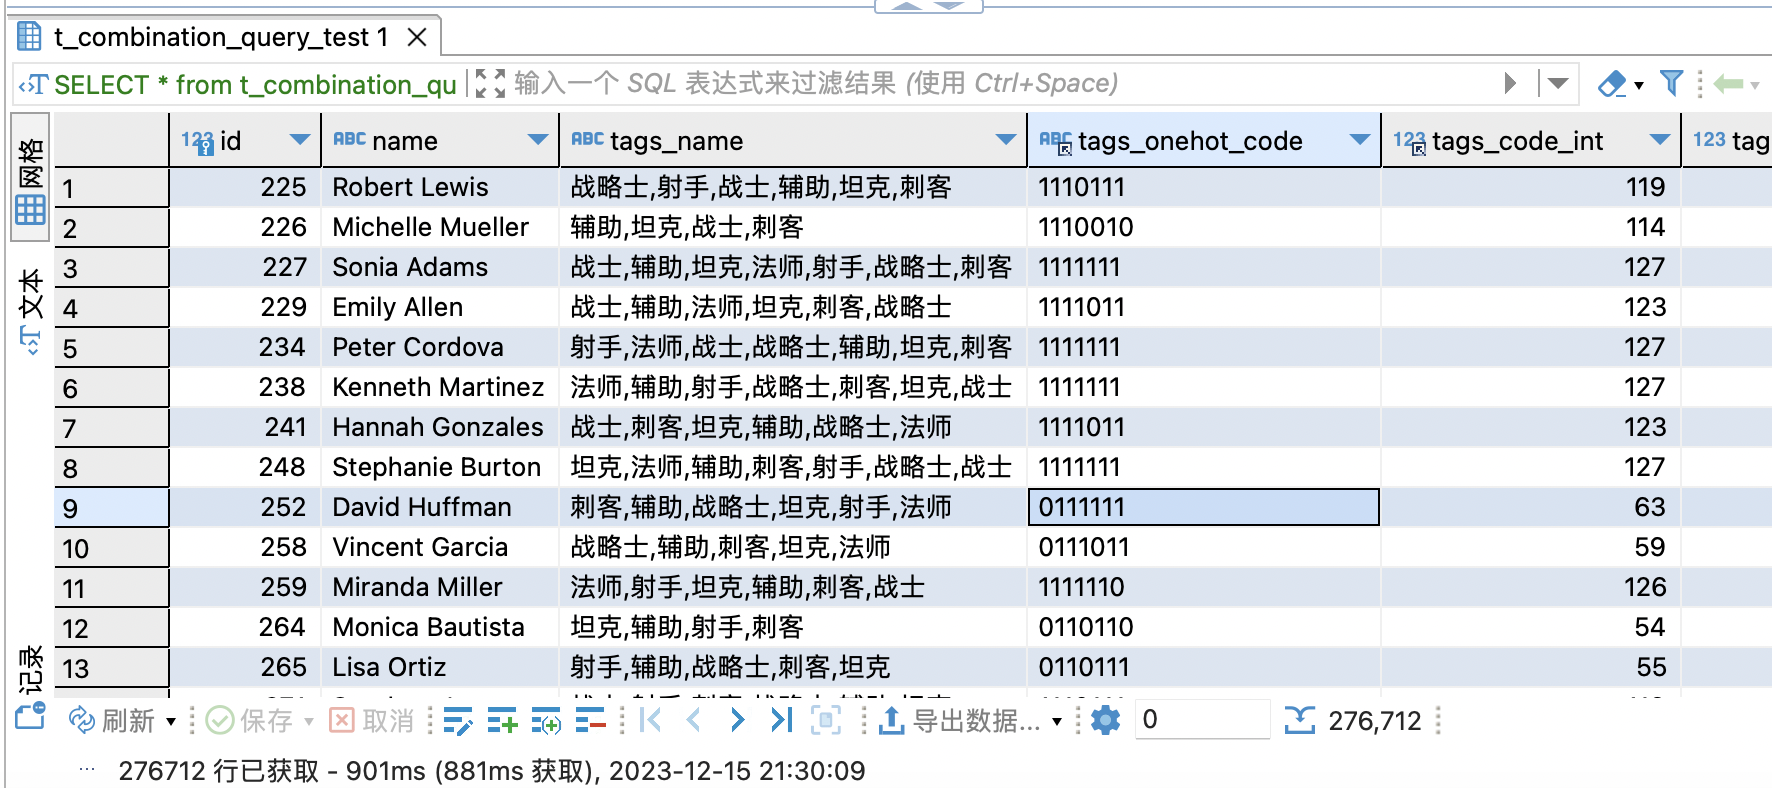 t_combination_query_test 1
SELECT * from t_combination_qu 输入一个 SQL 表达式来过滤结果 (使用 Ctrl+Space)
123 id ABC name ABC tags_name ABC tags_onehot_code 123 tags_code_int 123 tag
1 225 Robert Lewis 战略士,射手,战士,辅助,坦克,刺客 1110111 119
2 226 Michelle Mueller 辅助,坦克,战士,刺客 1110010 114
3 227 Sonia Adams 战士,辅助,坦克,法师,射手,战略士,刺客 1111111 127
4 229 Emily Allen 战士,辅助,法师,坦克,刺客,战略士 1111011 123
5 234 Peter Cordova 射手,法师,战士,战略士,辅助,坦克,刺客 1111111 127
6 238 Kenneth Martinez 法师,辅助,射手,战略士,刺客,坦克,战士 1111111 127
7 241 Hannah Gonzales 战士,刺客,坦克,辅助,战略士,法师 1111011 123
8 248 Stephanie Burton 坦克,法师,辅助,刺客,射手,战略士,战士 1111111 127
9 252 David Huffman 刺客,辅助,战略士,坦克,射手,法师 0111111 63
10 258 Vincent Garcia 战略士,辅助,刺客,坦克,法师 0111011 59
11 259 Miranda Miller 法师,射手,坦克,辅助,刺客,战士 1111110 126
12 264 Monica Bautista 坦克,辅助,射手,刺客 0110110 54
13 265 Lisa Ortiz 射手,辅助,战略士,刺客,坦克 0110111 55
网格
文本
记录
刷新 保存 取消 导出数据... 0 276,712
... 276712 行已获取 - 901ms (881ms 获取), 2023-12-15 21:30:09